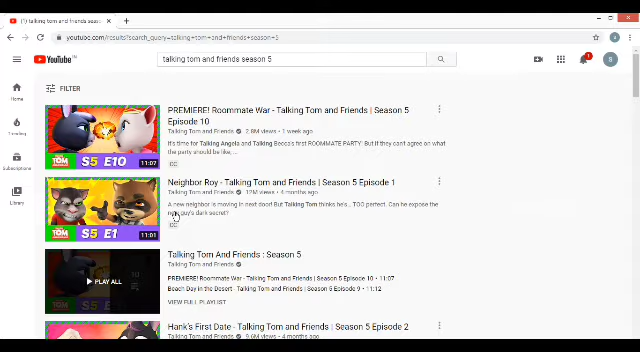 (1) talking tom and friends seaso
youtube.com/results?search_query=talking+tom+and+friends+season+5
S
YouTube
talking tom and friends season 5
1
S
FILTER
Home
Trending
Subscriptions
Library
TOM
S5 E10
11:07
PREMIERE! Roommate War - Talking Tom and Friends | Season 5
Episode 10
Talking Tom and Friends 2.8M views • 1 week ago
It's time for Talking Angela and Talking Becca's first ROOMMATE PARTY. But if they can't agree on what
the party should be like, ...
CC
TOM
S5 E1
11:01
Neighbor Roy - Talking Tom and Friends | Season 5 Episode 1
Talking Tom and Friends 12M views • 4 months ago
A new neighbor is moving in next door! But Talking Tom thinks he's... TOO perfect. Can he expose the
new guy's dark secret?
CC
PLAY ALL
10
Talking Tom And Friends : Season 5
Talking Tom and Friends
PREMIERE! Roommate War - Talking Tom and Friends | Season 5 Episode 10 • 11:07
Beach Day in the Desert - Talking Tom and Friends | Season 5 Episode 9 • 11:12
VIEW FULL PLAYLIST
Hank's First Date - Talking Tom and Friends | Season 5 Episode 2
Talking Tom and Friends 9.6M views • 4 months ago